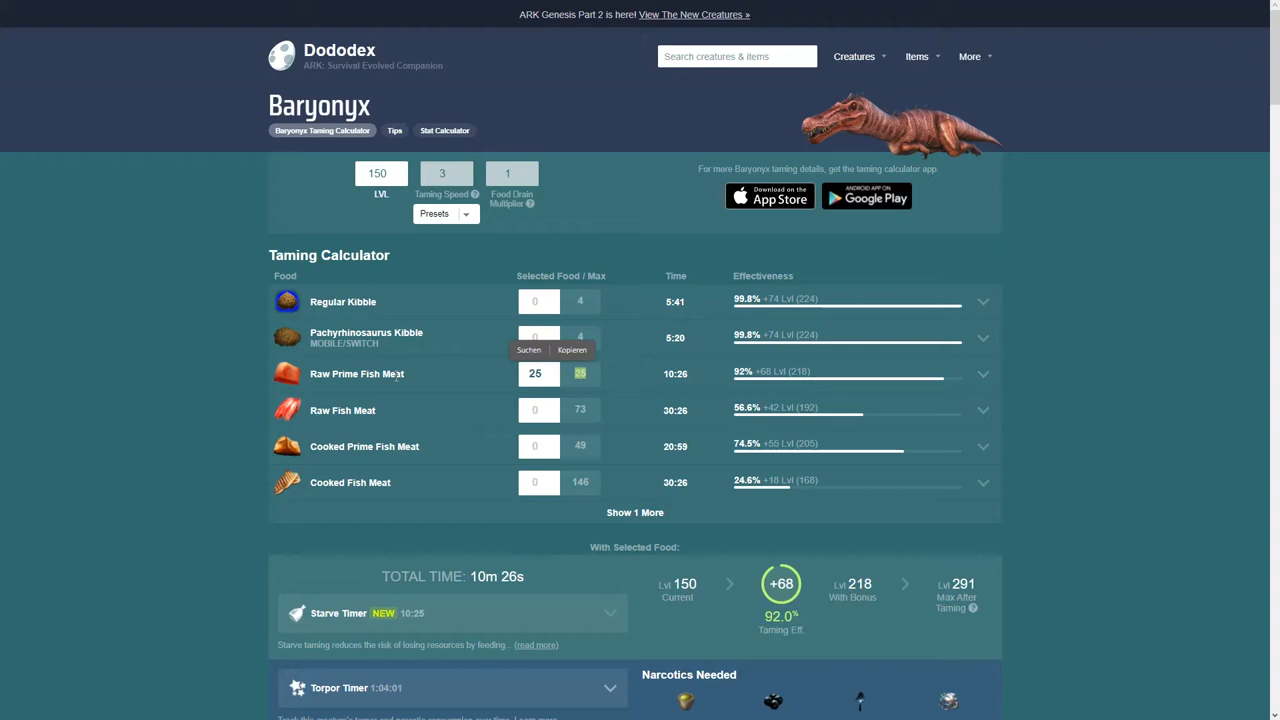 ARK Genesis Part 2 is here! View The New Creatures »
Dododex
ARK: Survival Evolved Companion
Search creatures & items
Creatures
Items
More
Baryonyx
Baryonyx Taming Calculator
Tips
Stat Calculator
150
3
1
LVL
Taming Speed ?
Food Drain
Multiplier ?
Presets
For more Baryonyx taming details, get the taming calculator app.
Download on the
App Store
ANDROID APP ON
Google Play
Taming Calculator
Food
Selected Food / Max
Time
Effectiveness
Regular Kibble
0
4
5:41
99.8% +74 Lvl (224)
Pachyrhinosaurus Kibble
MOBILE/SWITCH
0
4
5:20
99.8% +74 Lvl (224)
Suchen
Kopieren
Raw Prime Fish Meat
25
25
10:26
92% +68 Lvl (218)
Raw Fish Meat
0
73
30:26
56.6% +42 Lvl (192)
Cooked Prime Fish Meat
0
49
20:59
74.5% +55 Lvl (205)
Cooked Fish Meat
0
146
30:26
24.6% +18 Lvl (168)
Show 1 More
With Selected Food:
TOTAL TIME: 10m 26s
Starve Timer NEW 10:25
Starve taming reduces the risk of losing resources by feeding... (read more)
Lvl 150
Current
+68
92.0%
Taming Eff.
Lvl 218
With Bonus
Lvl 291
Max After
Taming ?
Torpor Timer 1:04:01
Narcotics Needed